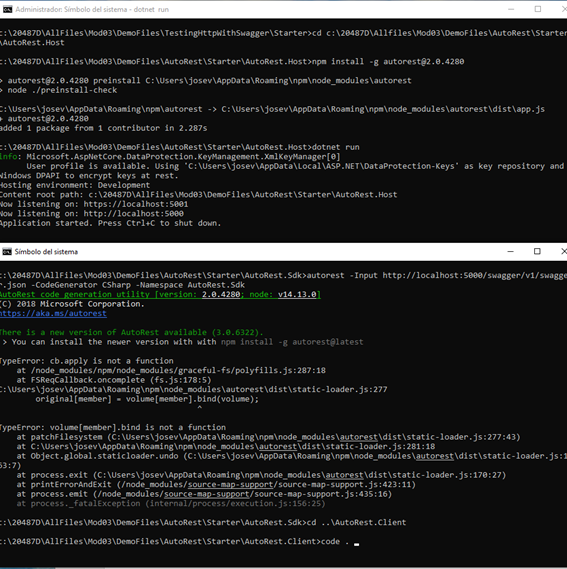 Administrador: Símbolo del sistema - dotnet run
c:\20487D\AllFiles\Mod03\DemoFiles\TestingHttpWithSwagger\Starter>cd c:\20487D\Allfiles\Mod03\DemoFiles\AutoRest\Starter
\AutoRest.Host
c:\20487D\AllFiles\Mod03\DemoFiles\AutoRest\Starter\AutoRest.Host>npm install -g autorest@2.0.4280
> autorest@2.0.4280 preinstall C:\Users\josev\AppData\Roaming\npm\node_modules\autorest
> node ./preinstall-check
C:\Users\josev\AppData\Roaming\npm\autorest -> C:\Users\josev\AppData\Roaming\npm\node_modules\autorest\dist\app.js
+ autorest@2.0.4280
added 1 package from 1 contributor in 2.287s
c:\20487D\AllFiles\Mod03\DemoFiles\AutoRest\Starter\AutoRest.Host>dotnet run
info: Microsoft.AspNetCore.DataProtection.KeyManagement.XmlKeyManager[0]
User profile is available. Using 'C:\Users\josev\AppData\Local\ASP.NET\DataProtection-Keys' as key repository and
Windows DPAPI to encrypt keys at rest.
Hosting environment: Development
Content root path: c:\20487D\AllFiles\Mod03\DemoFiles\AutoRest\Starter\AutoRest.Host
Now listening on: https://localhost:5001
Now listening on: http://localhost:5000
Application started. Press Ctrl+C to shut down.
Símbolo del sistema
c:\20487D\AllFiles\Mod03\DemoFiles\AutoRest\Starter\AutoRest.Sdk>autorest -Input http://localhost:5000/swagger/v1/swagge
r.json -CodeGenerator CSharp -Namespace AutoRest.Sdk
AutoRest code generation utility [version: 2.0.4280; node: v14.13.0]
(C) 2018 Microsoft Corporation.
https://aka.ms/autorest
There is a new version of AutoRest available (3.0.6322).
> You can install the newer version with with npm install -g autorest@latest
TypeError: cb.apply is not a function
at /node_modules/npm/node_modules/graceful-fs/polyfills.js:287:18
at FSReqCallback.oncomplete (fs.js:178:5)
C:\Users\josev\AppData\Roaming\npm\node_modules\autorest\dist\static-loader.js:277
original[member] = volume[member].bind(volume);
^
TypeError: volume[member].bind is not a function
at patchFilesystem (C:\Users\josev\AppData\Roaming\npm\node_modules\autorest\dist\static-loader.js:277:43)
at C:\Users\josev\AppData\Roaming\npm\node_modules\autorest\dist\static-loader.js:281:18
at Object.global.staticloader.undo (C:\Users\josev\AppData\Roaming\npm\node_modules\autorest\dist\static-loader.js:1
63:7)
at process.exit (C:\Users\josev\AppData\Roaming\npm\node_modules\autorest\dist\static-loader.js:170:27)
at printErrorAndExit (/node_modules/source-map-support/source-map-support.js:423:11)
at process.emit (/node_modules/source-map-support/source-map-support.js:435:16)
at process._fatalException (internal/process/execution.js:156:25)
c:\20487D\AllFiles\Mod03\DemoFiles\AutoRest\Starter\AutoRest.Sdk>cd ..\AutoRest.Client
c:\20487D\AllFiles\Mod03\DemoFiles\AutoRest\Starter\AutoRest.Client>code .